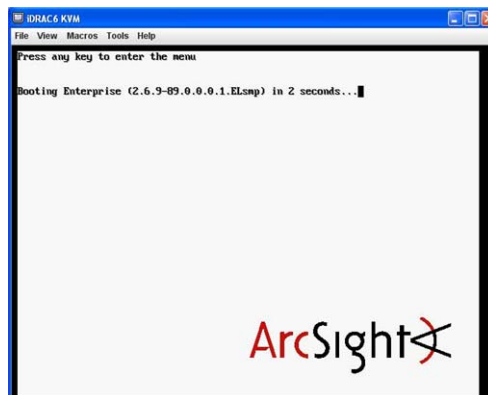 iDRAC6 KVM
File View Macros Tools Help
Press any key to enter the menu
Booting Enterprise (2.6.9-89.0.0.0.1.ELsmp) in 2 seconds...
ArcSight